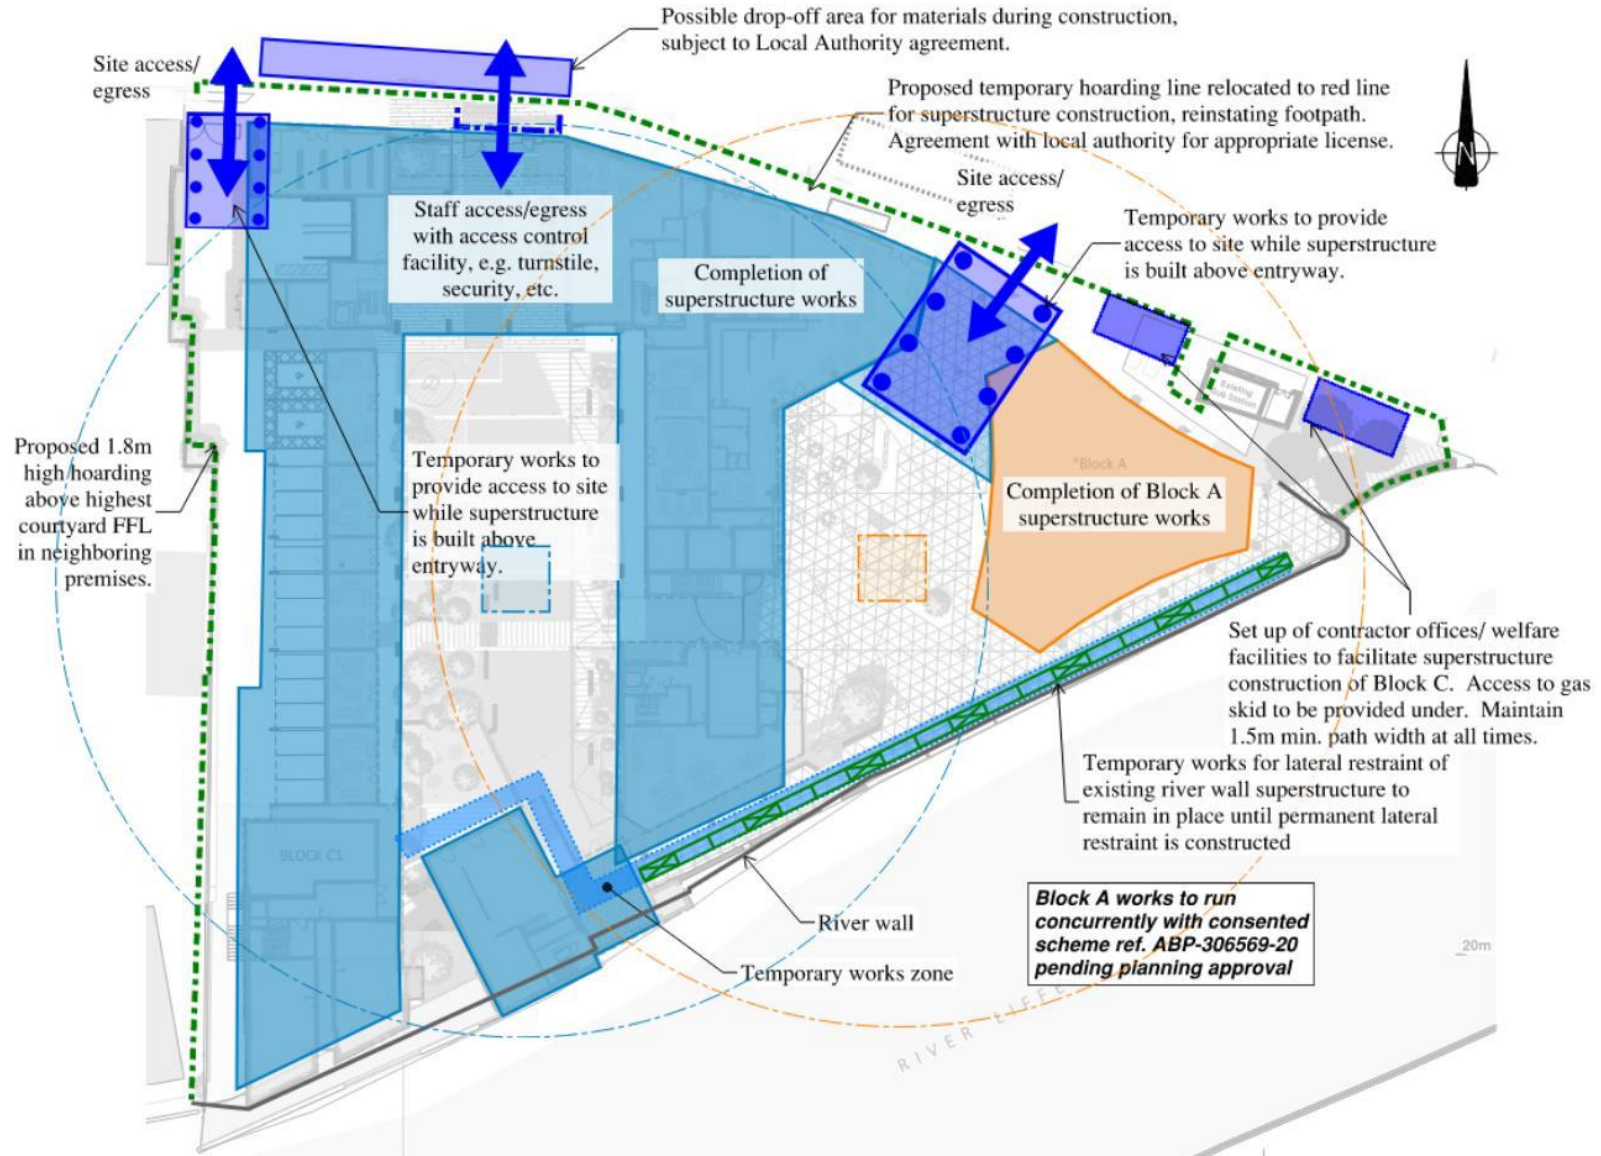 Possible drop-off area for materials during construction,
subject to Local Authority agreement.
Site access/
egress
Proposed temporary hoarding line relocated to red line
for superstructure construction, reinstating footpath.
Agreement with local authority for appropriate license.
N
Site access/
egress
Temporary works to provide
access to site while superstructure
is built above entryway.
Staff access/egress
with access control
facility, e.g. turnstile,
security, etc.
Completion of
superstructure works
Existing
Sub Station
Proposed 1.8m
high hoarding
above highest
courtyard FFL
in neighboring
premises.
Temporary works to
provide access to site
while superstructure
is built above
entryway.
"Block A
Completion of Block A
superstructure works
Set up of contractor offices/ welfare
facilities to facilitate superstructure
construction of Block C. Access to gas
skid to be provided under. Maintain
1.5m min. path width at all times.
Temporary works for lateral restraint of
existing river wall superstructure to
remain in place until permanent lateral
restraint is constructed
BLOCK C1
River wall
Temporary works zone
Block A works to run
concurrently with consented
scheme ref. ABP-306569-20
pending planning approval
20m
RIVER LIFFE